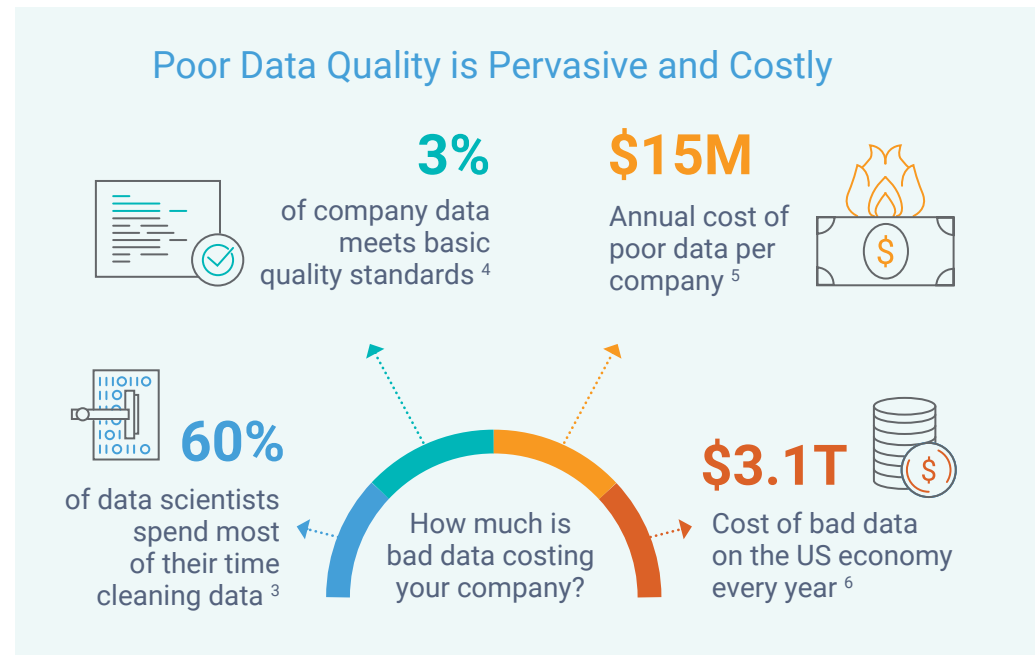 Poor Data Quality is Pervasive and Costly
3%
of company data
meets basic
quality standards 4
$15M
Annual cost of
poor data per
company 5
$
60%
of data scientists
spend most
of their time
cleaning data 3
111O11O
How much is
bad data costing
your company?
$3.1T
Cost of bad data
on the US economy
every year 6
$